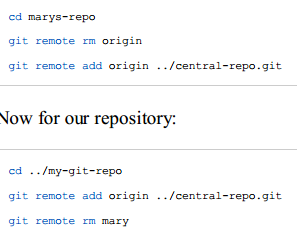 cd marys-repo
git remote rm origin
git remote add origin ../central-repo.git
Now for our repository:
cd ../my-git-repo
git remote add origin ../central-repo.git
git remote rm mary